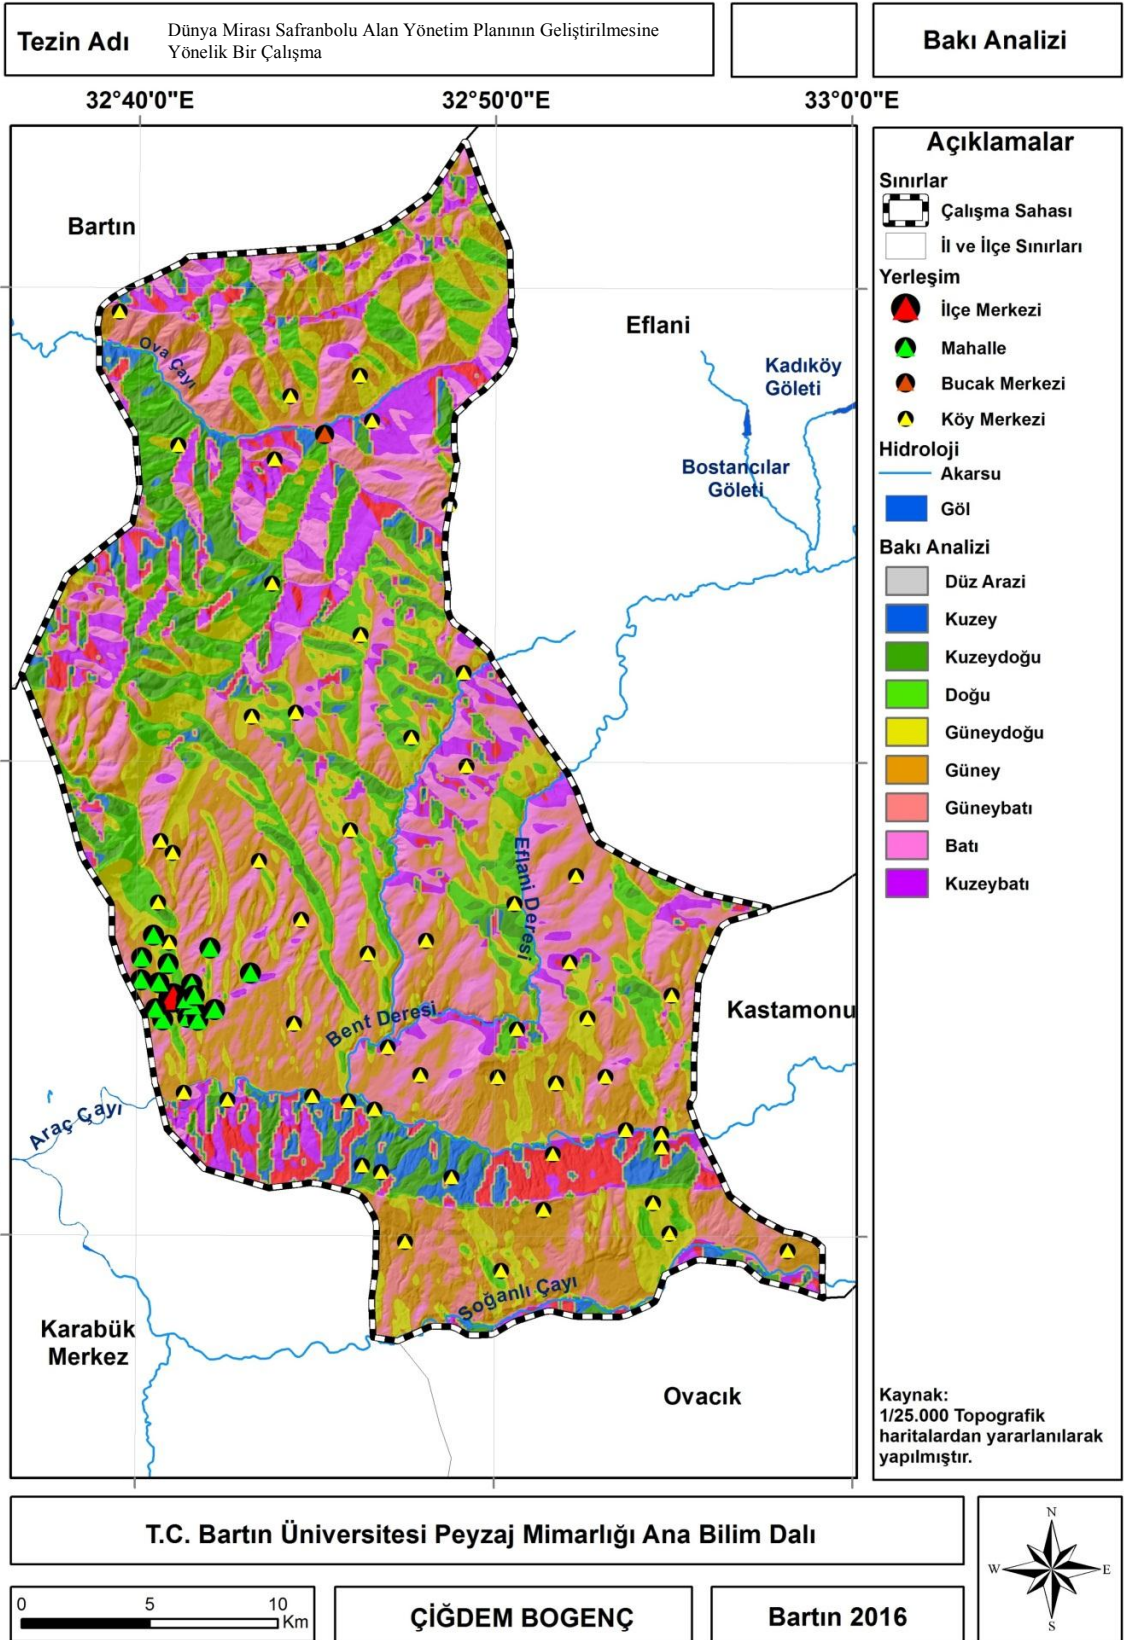 Tezin Adı
Dünya Mirası Safranbolu Alan Yönetim Planının Geliştirilmesine
Yönelik Bir Çalışma
Bakı Analizi
32°40'0"E
32°50'0"E
33°0'0"E
Bartın
Eflani
Kadıköy
Göleti
Bostancılar
Göleti
Ova Çayı
Eflani Deresi
Bent Deresi
Kastamonu
Araç Çayı
Soğanlı Çayı
Karabük
Merkez
Ovacık
Açıklamalar
Sınırlar
Çalışma Sahası
İl ve İlçe Sınırları
Yerleşim
İlçe Merkezi
Mahalle
Bucak Merkezi
Köy Merkezi
Hidroloji
Akarsu
Göl
Bakı Analizi
Düz Arazi
Kuzey
Kuzeydoğu
Doğu
Güneydoğu
Güney
Güneybatı
Batı
Kuzeybatı
Kaynak:
1/25.000 Topografik
haritalardan yararlanılarak
yapılmıştır.
T.C. Bartın Üniversitesi Peyzaj Mimarlığı Ana Bilim Dalı
N
W
E
S
0 5 10
Km
ÇİĞDEM BOGENÇ
Bartın 2016